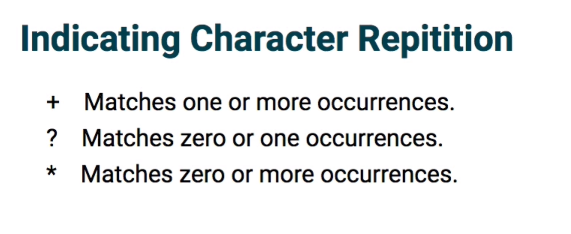 Indicating Character Repitition
+ Matches one or more occurrences.
? Matches zero or one occurrences.
* Matches zero or more occurrences.